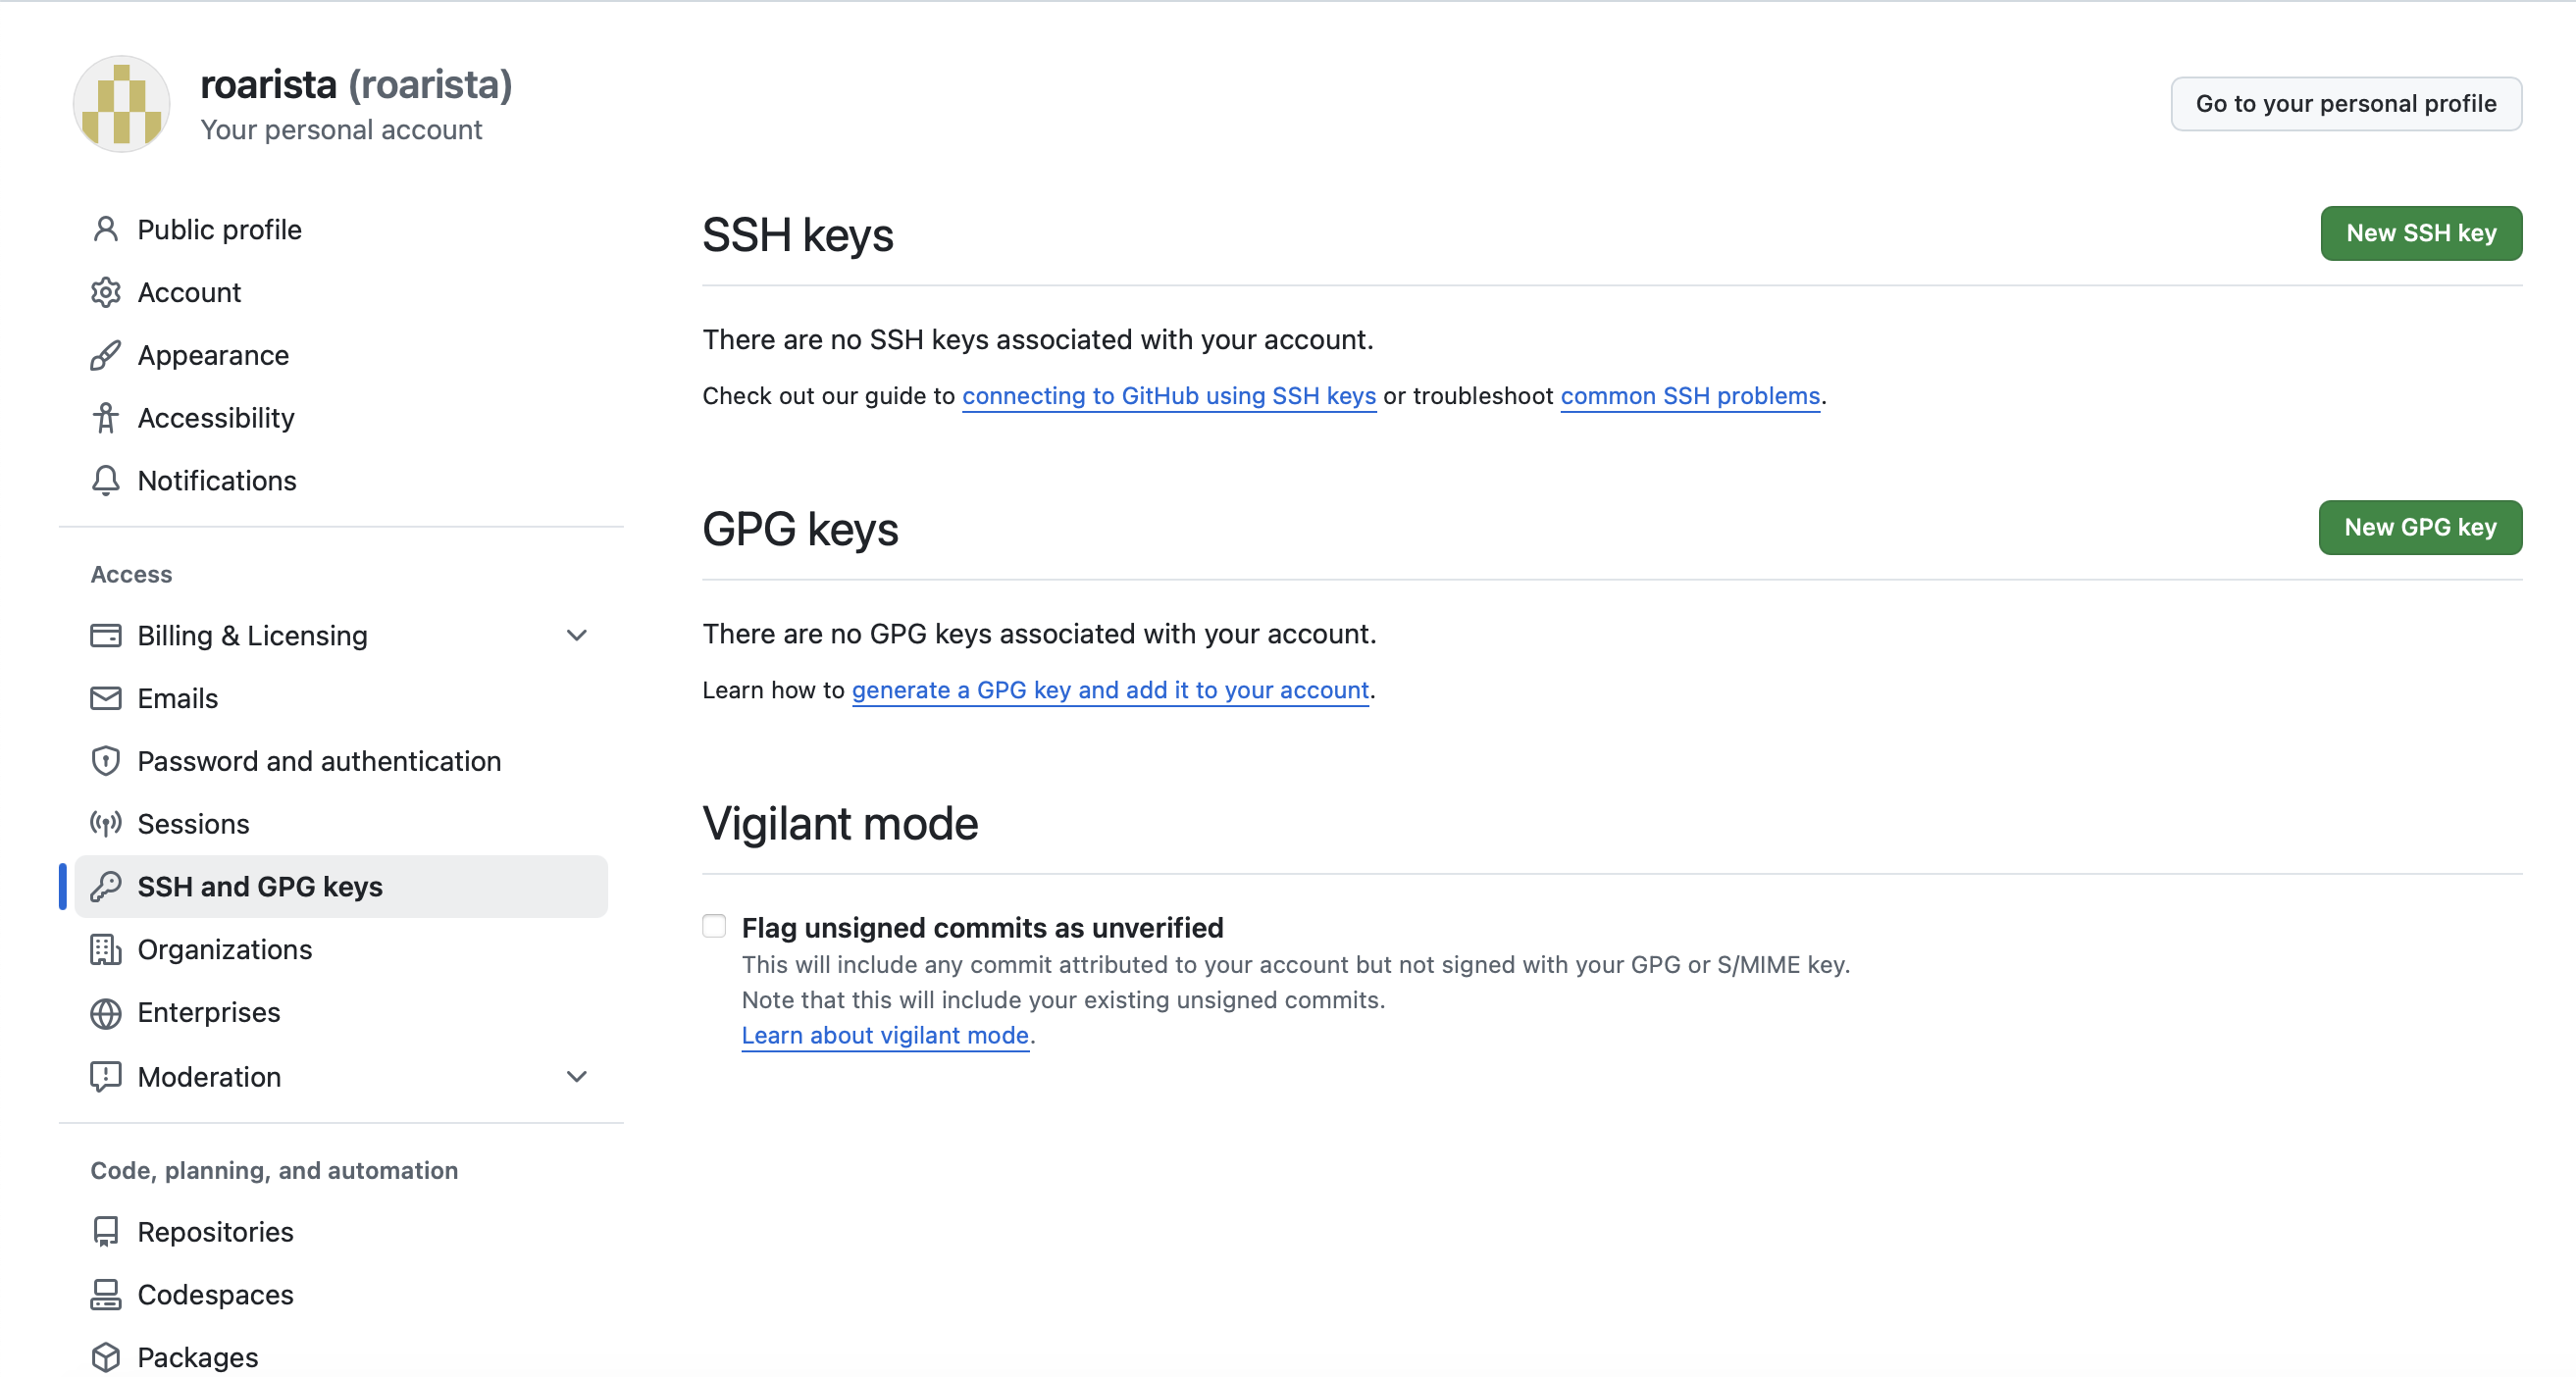 roarista (roarista)
Your personal account
Go to your personal profile
Public profile
Account
Appearance
Accessibility
Notifications
Access
Billing & Licensing
Emails
Password and authentication
Sessions
SSH and GPG keys
Organizations
Enterprises
Moderation
Code, planning, and automation
Repositories
Codespaces
Packages
SSH keys
New SSH key
There are no SSH keys associated with your account.
Check out our guide to connecting to GitHub using SSH keys or troubleshoot common SSH problems.
GPG keys
New GPG key
There are no GPG keys associated with your account.
Learn how to generate a GPG key and add it to your account.
Vigilant mode
Flag unsigned commits as unverified
This will include any commit attributed to your account but not signed with your GPG or S/MIME key.
Note that this will include your existing unsigned commits.
Learn about vigilant mode.